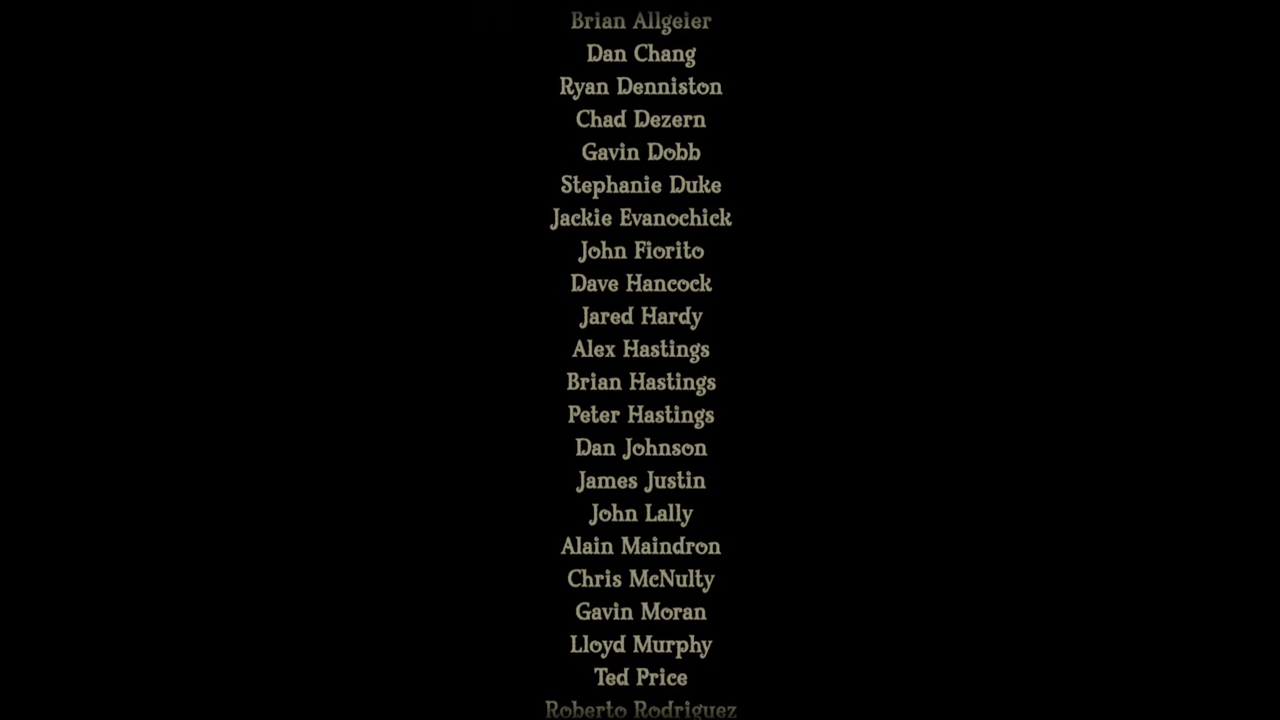 Brian Allgeier
Dan Chang
Ryan Denniston
Chad Dezern
Gavin Dobb
Stephanie Duke
Jackie Evanochick
John Fiorito
Dave Hancock
Jared Hardy
Alex Hastings
Brian Hastings
Peter Hastings
Dan Johnson
James Justin
John Lally
Alain Maindron
Chris McNulty
Gavin Moran
Lloyd Murphy
Ted Price
Roberto Rodriguez